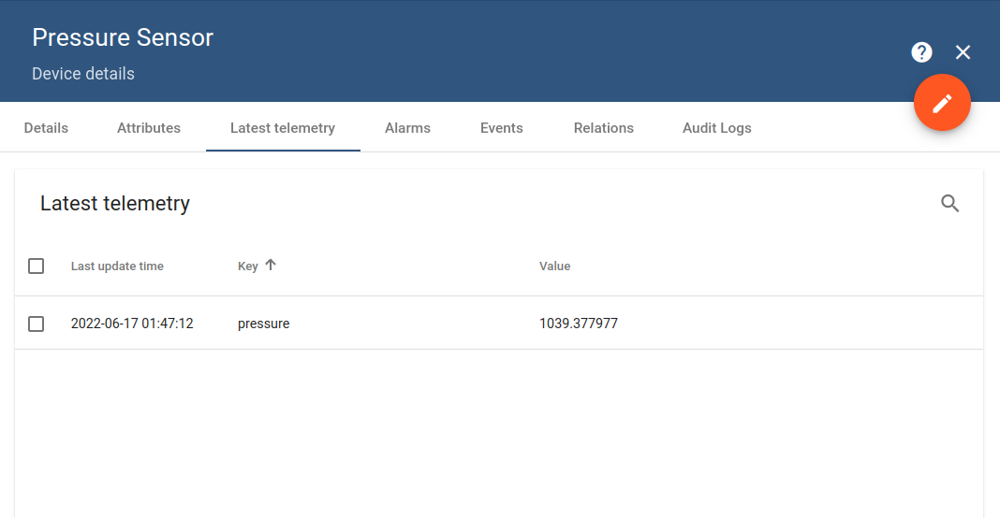 Pressure Sensor
Device details
Details Attributes Latest telemetry Alarms Events Relations Audit Logs
Latest telemetry
Last update time Key Value
2022-06-17 01:47:12 pressure 1039.377977